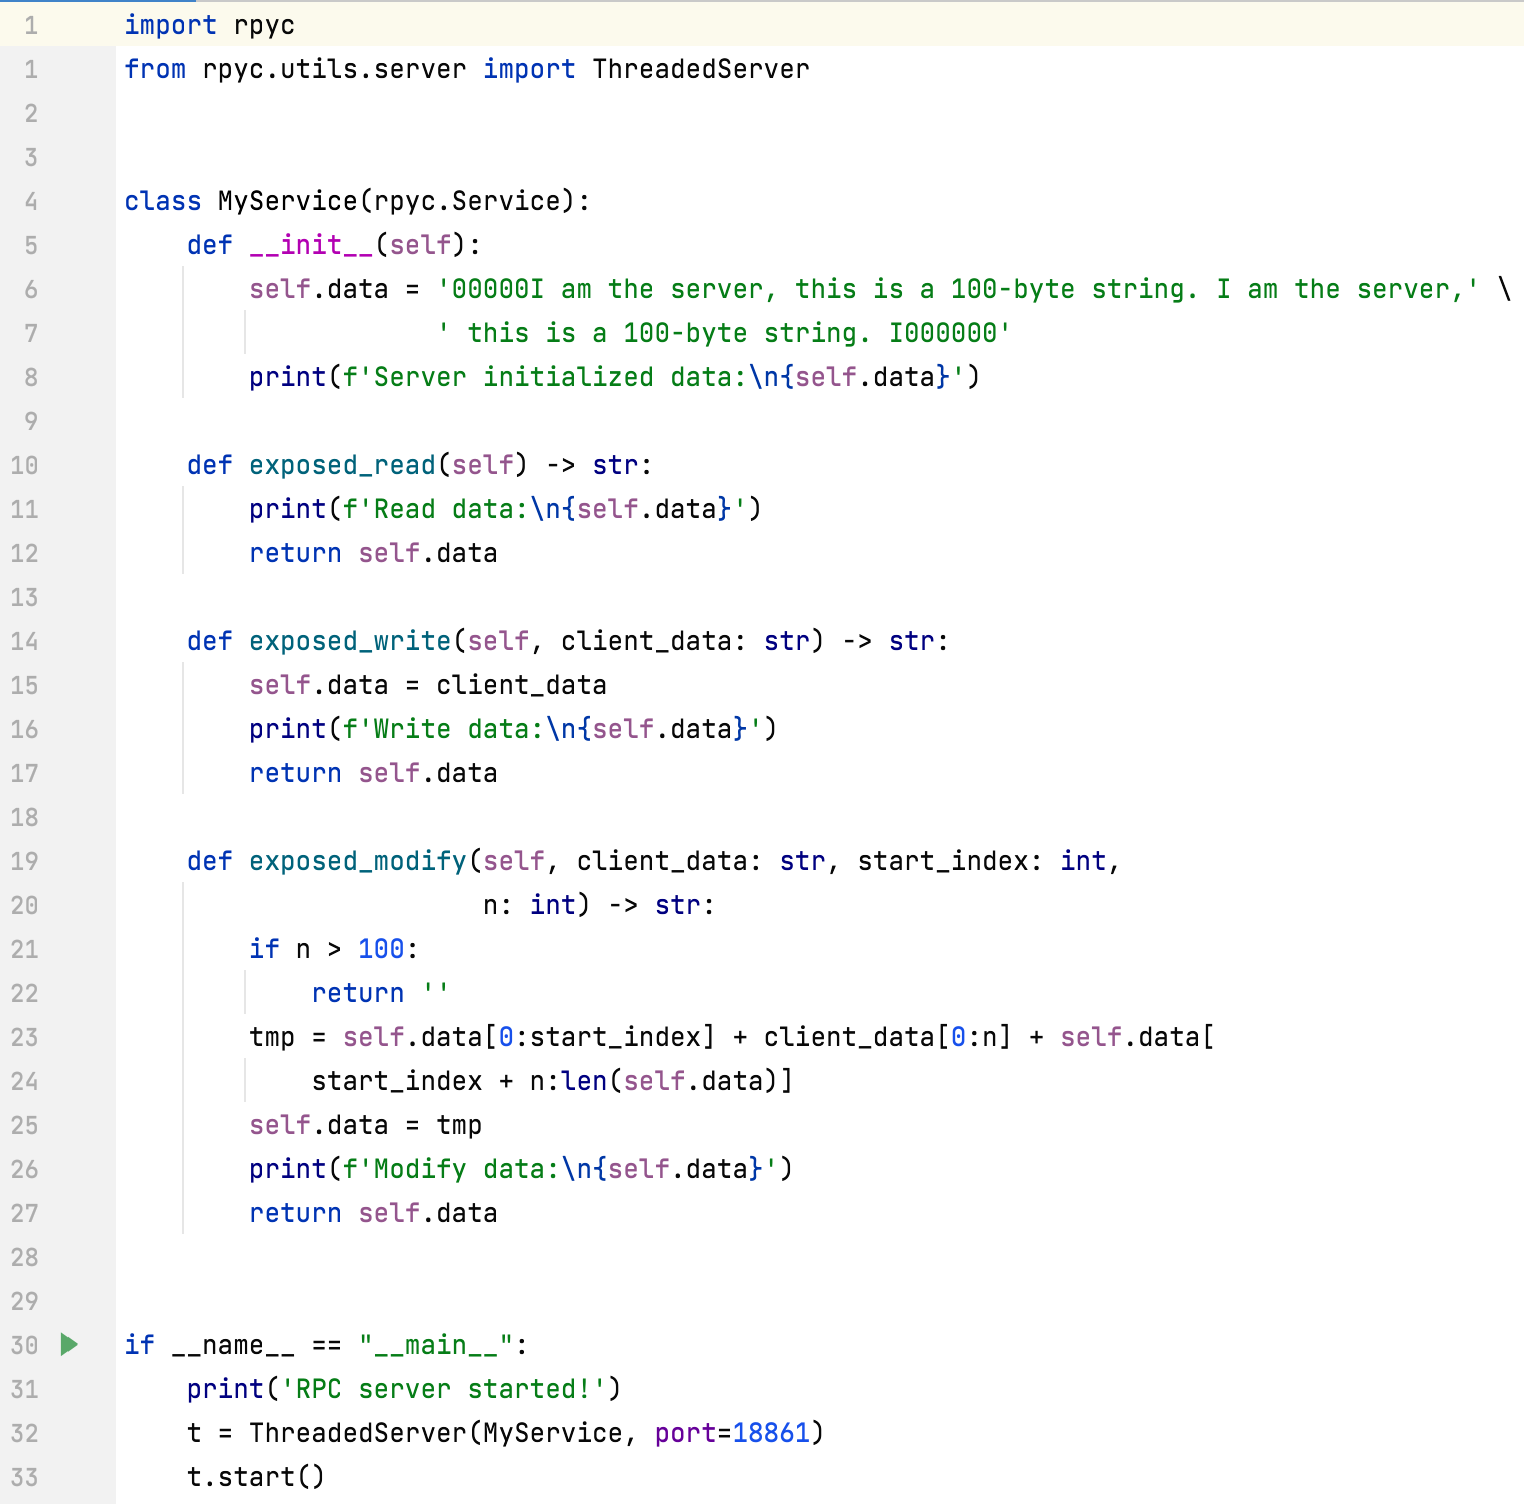 1 import rpyc
1 from rpyc.utils.server import ThreadedServer
2
3
4 class MyService(rpyc.Service):
5     def __init__(self):
6         self.data = '00000I am the server, this is a 100-byte string. I am the server,' \
7                     ' this is a 100-byte string. I000000'
8         print(f'Server initialized data:\n{self.data}')
9
10     def exposed_read(self) -> str:
11         print(f'Read data:\n{self.data}')
12         return self.data
13
14     def exposed_write(self, client_data: str) -> str:
15         self.data = client_data
16         print(f'Write data:\n{self.data}')
17         return self.data
18
19     def exposed_modify(self, client_data: str, start_index: int,
20                        n: int) -> str:
21         if n > 100:
22             return ''
23         tmp = self.data[0:start_index] + client_data[0:n] + self.data[
24             start_index + n:len(self.data)]
25         self.data = tmp
26         print(f'Modify data:\n{self.data}')
27         return self.data
28
29
30 if __name__ == "__main__":
31     print('RPC server started!')
32     t = ThreadedServer(MyService, port=18861)
33     t.start()